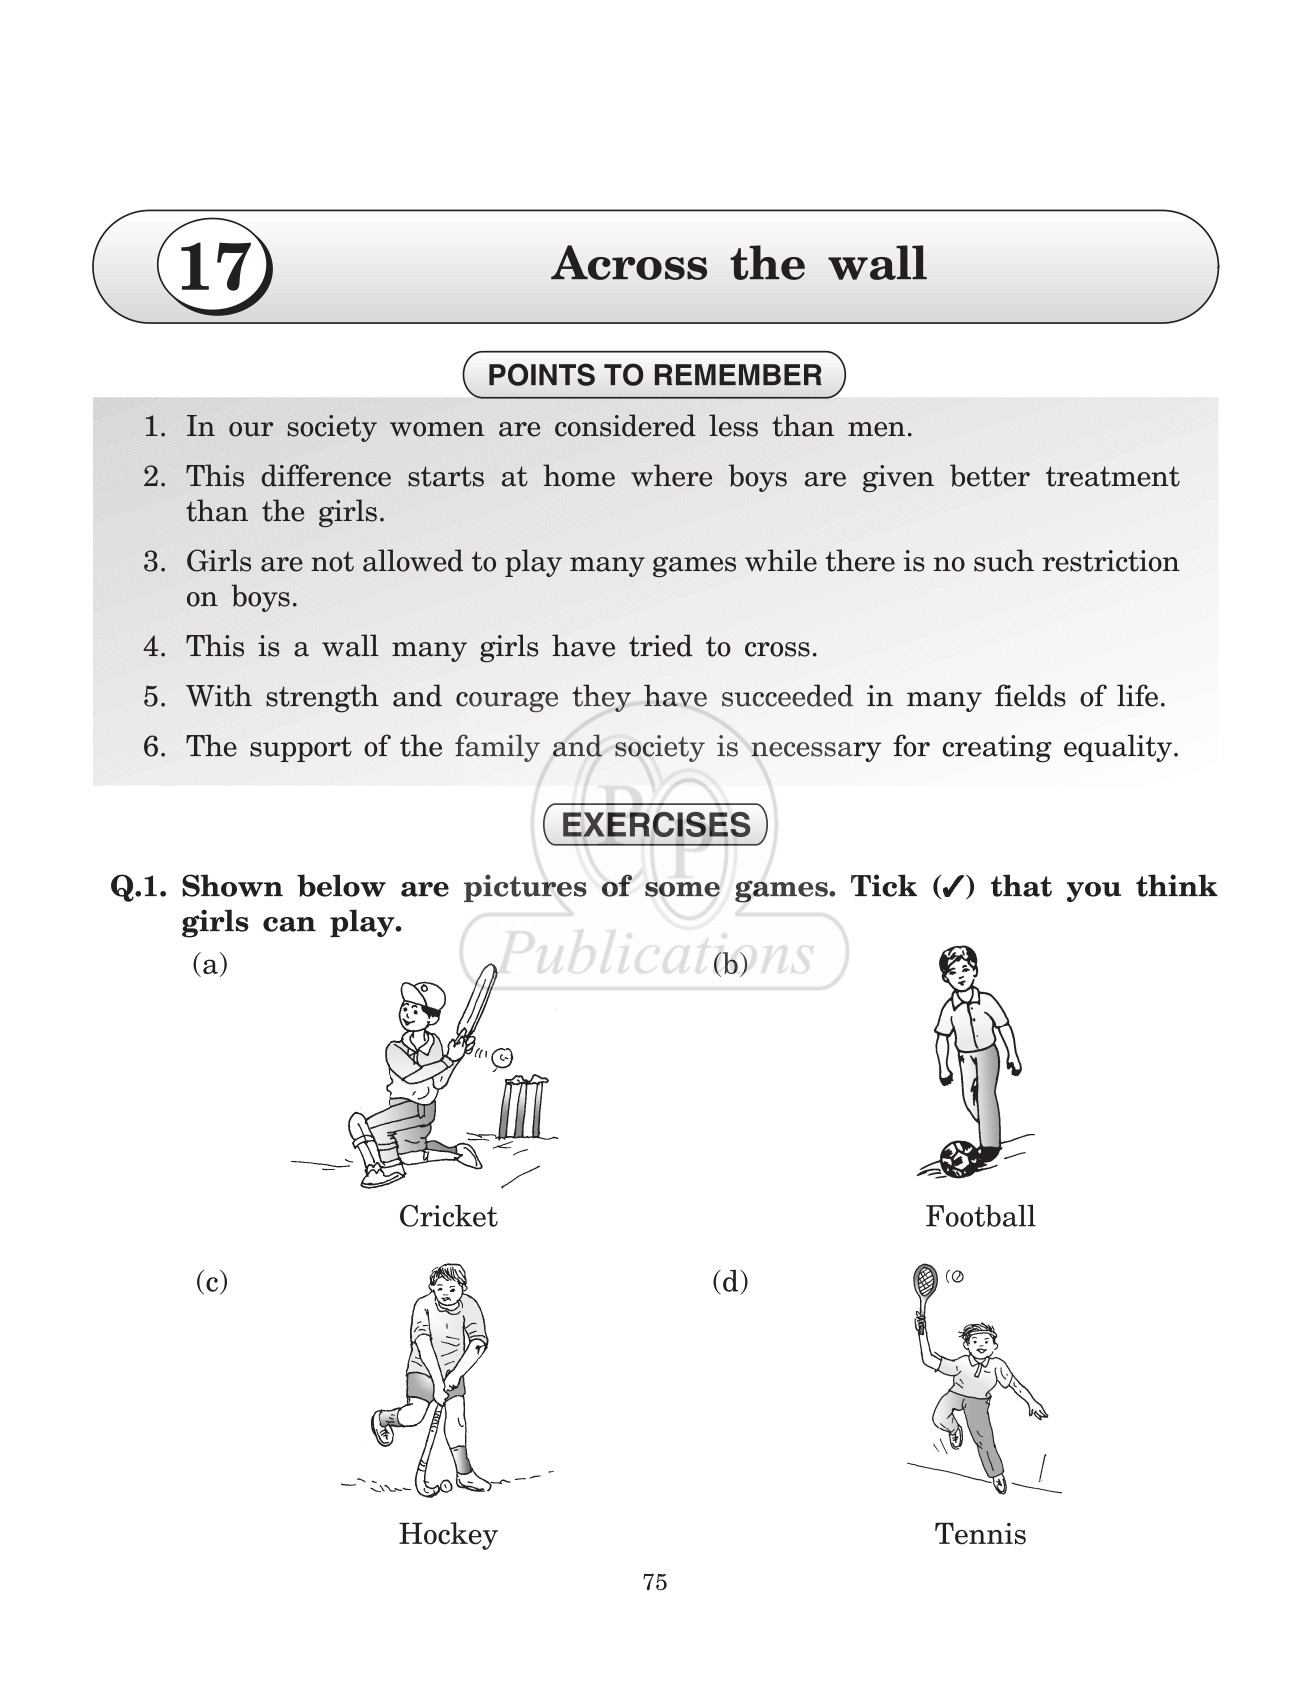 17
Across the wall
POINTS TO REMEMBER
1. In our society women are considered less than men.
2. This difference starts at home where boys are given better treatment
than the girls.
3. Girls are not allowed to play many games while there is no such restriction
on boys.
4. This is a wall many girls have tried to cross.
5. With strength and courage they have succeeded in many fields of life.
6. The support of the family and society is necessary for creating equality.
PP
EXERCISES
Q.1. Shown below are pictures of some games. Tick (✓) that you think
girls can play.
Publications
(a) (b)
Cricket Football
(c) (d)
Hockey Tennis
75